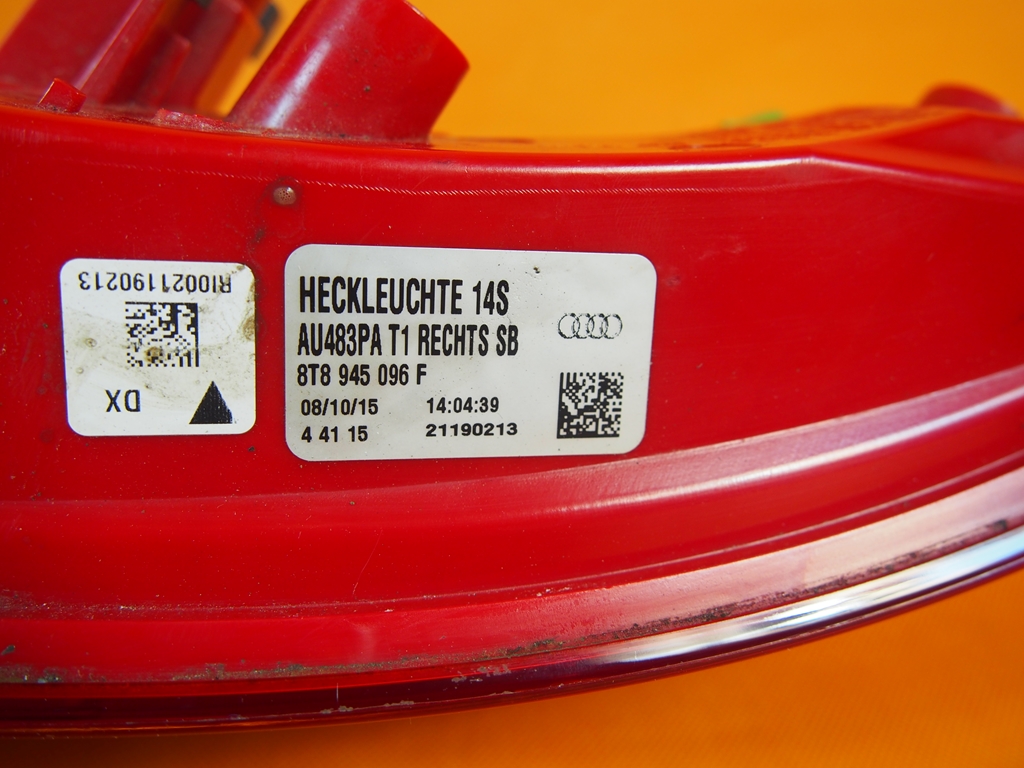 RI0021190213
DX
HECKLEUCHTE 14S
AU483PA T1 RECHTS SB
8T8 945 096 F
08/10/15 14:04:39
4 41 15 21190213